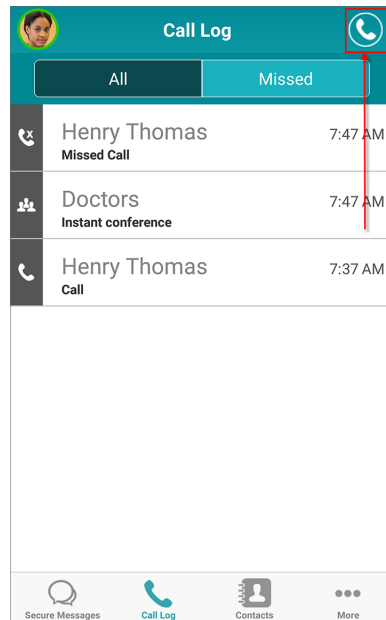 Call Log
All Missed
Henry Thomas 7:47 AM
Missed Call
Doctors 7:47 AM
Instant conference
Henry Thomas 7:37 AM
Call
Secure Messages Call Log Contacts More